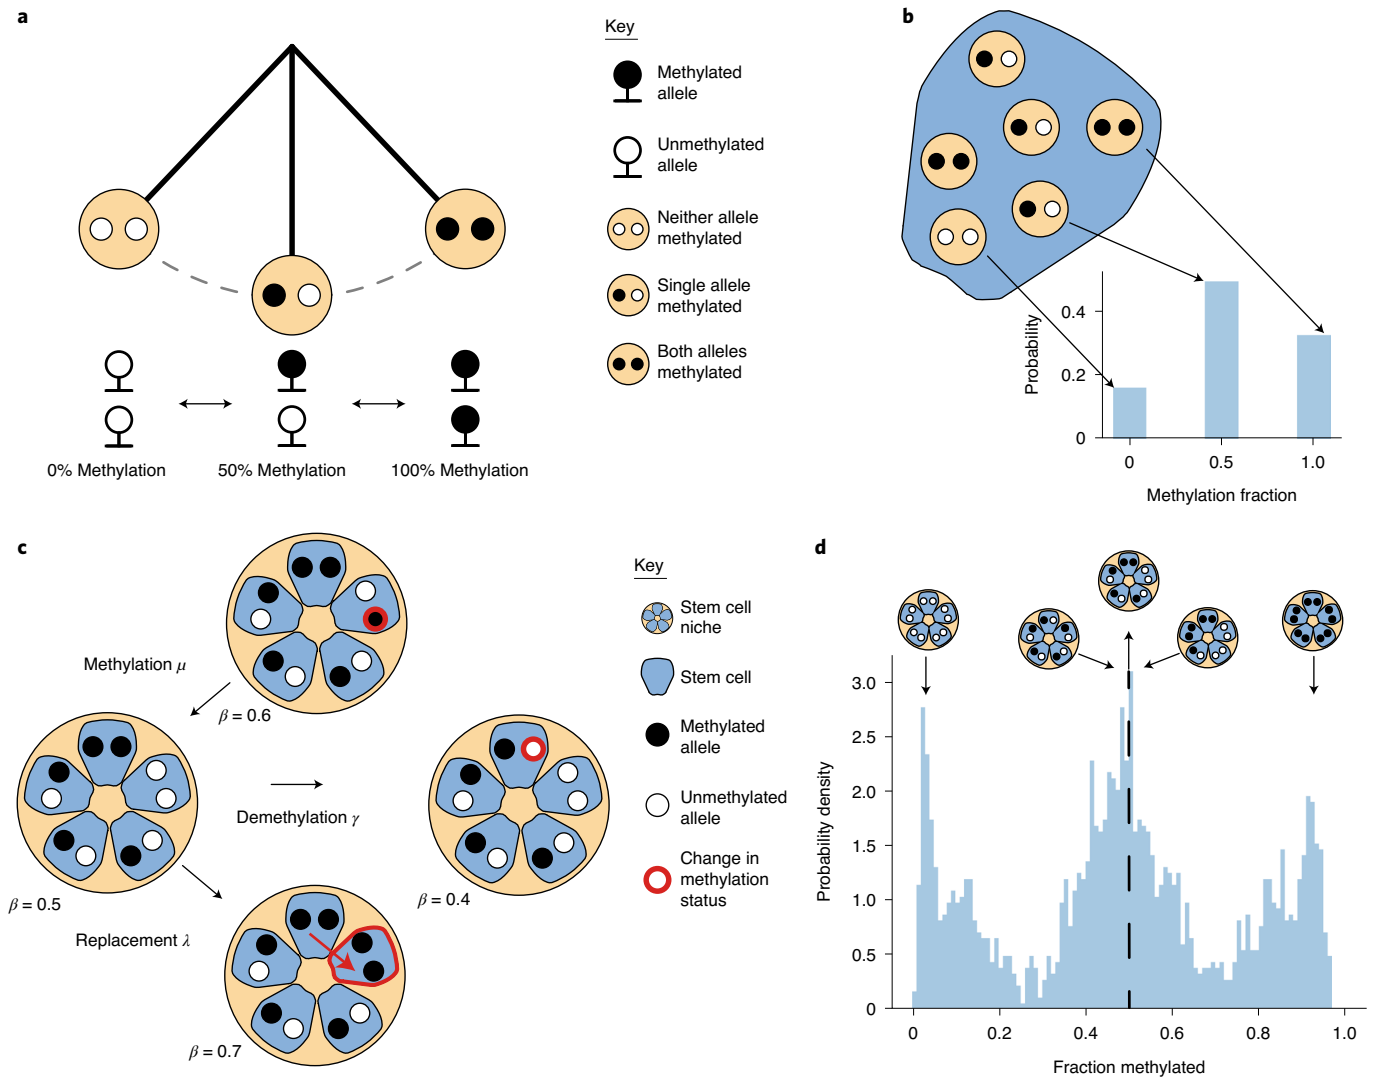 a
Key
Methylated
allele
Unmethylated
allele
Neither allele
methylated
Single allele
methylated
Both alleles
methylated
0% Methylation
50% Methylation
100% Methylation
b
Probability
0.4
0.2
0
0
0.5
1.0
Methylation fraction
c
Methylation μ
β = 0.6
Demethylation γ
β = 0.5
β = 0.4
Replacement λ
β = 0.7
Key
Stem cell
niche
Stem cell
Methylated
allele
Unmethylated
allele
Change in
methylation
status
d
Probability density
3.0
2.5
2.0
1.5
1.0
0.5
0
0
0.2
0.4
0.6
0.8
1.0
Fraction methylated